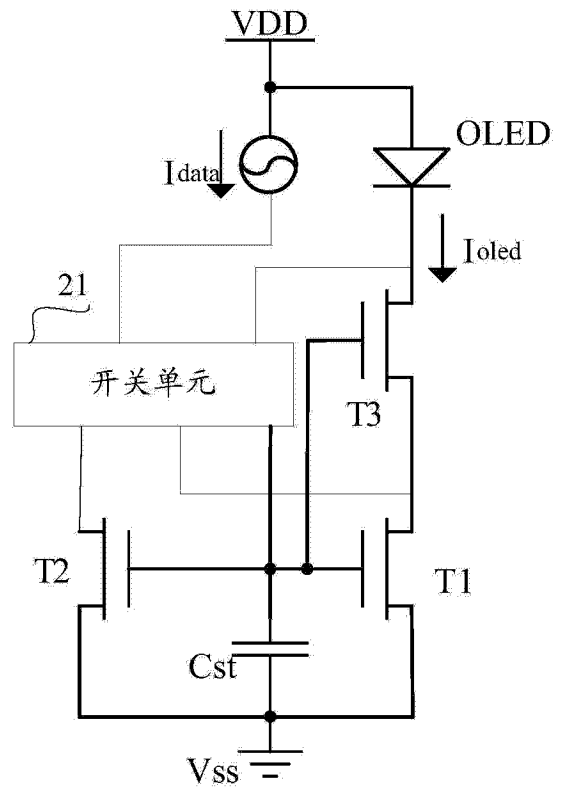 VDD
OLED
Idata
Ioled
21
开关单元
T3
T2
T1
Cst
Vss